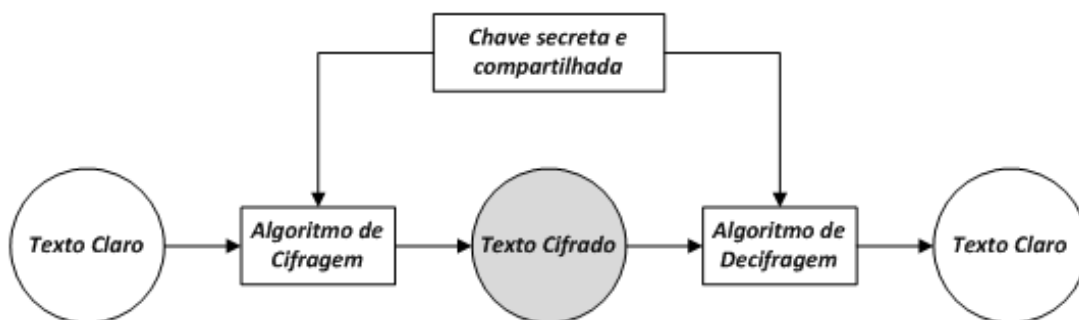 Chave secreta e
compartilhada
Texto Claro
Algoritmo de
Cifragem
Texto Cifrado
Algoritmo de
Decifragem
Texto Claro